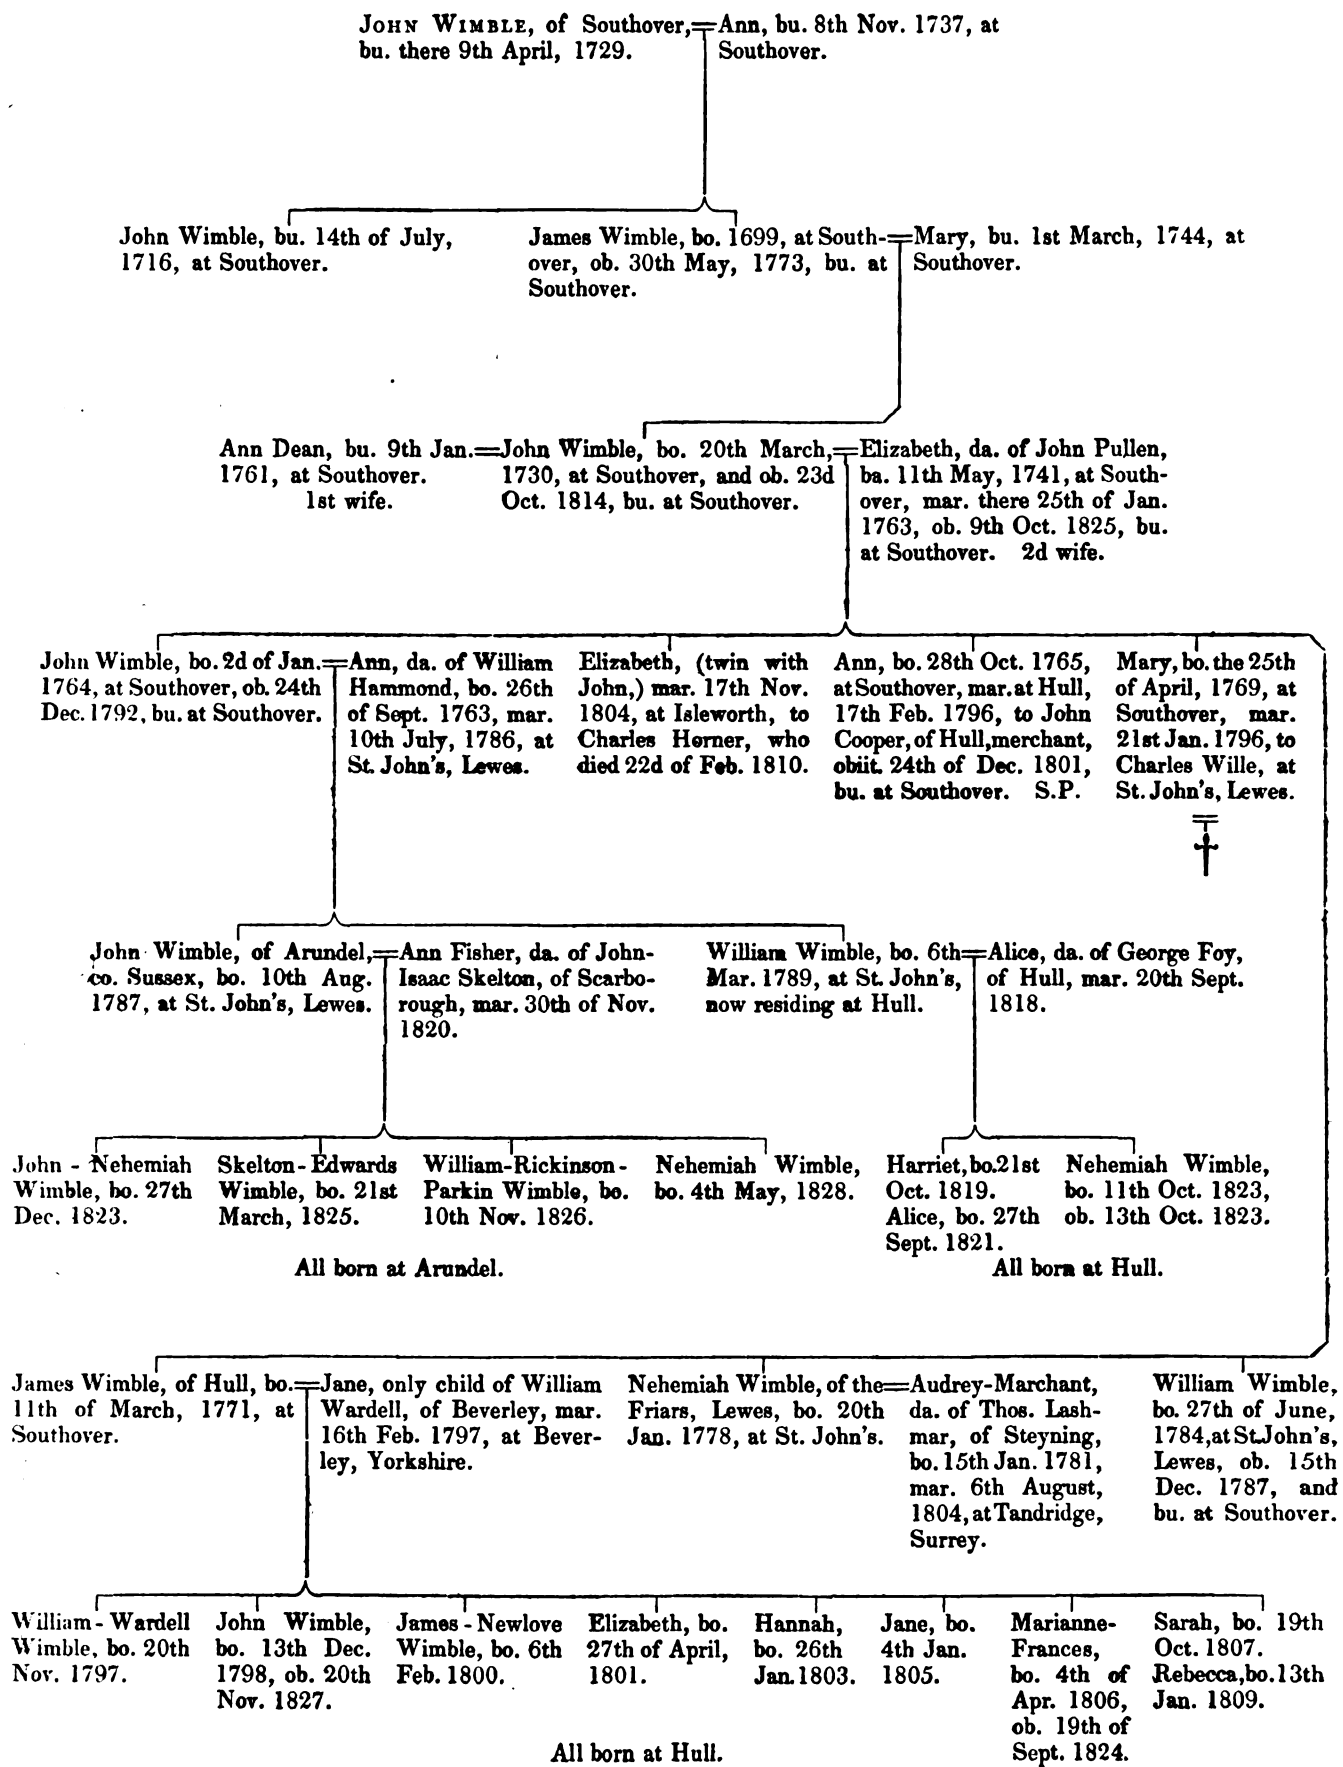 JOHN WIMBLE, of Southover,
bu. there 9th April, 1729.
Ann, bu. 8th Nov. 1737, at
Southover.
John Wimble, bu. 14th of July,
1716, at Southover.
James Wimble, bo. 1699, at South-
over, ob. 30th May, 1773, bu. at
Southover.
Mary, bu. 1st March, 1744, at
Southover.
Ann Dean, bu. 9th Jan.
1761, at Southover.
1st wife.
John Wimble, bo. 20th March,
1730, at Southover, and ob. 23d
Oct. 1814, bu. at Southover.
Elizabeth, da. of John Pullen,
ba. 11th May, 1741, at South-
over, mar. there 25th of Jan.
1763, ob. 9th Oct. 1825, bu.
at Southover. 2d wife.
John Wimble, bo. 2d of Jan.
1764, at Southover, ob. 24th
Dec. 1792, bu. at Southover.
Ann, da. of William
Hammond, bo. 26th
of Sept. 1763, mar.
10th July, 1786, at
St. John's, Lewes.
Elizabeth, (twin with
John,) mar. 17th Nov.
1804, at Isleworth, to
Charles Horner, who
died 22d of Feb. 1810.
Ann, bo. 28th Oct. 1765,
at Southover, mar. at Hull,
17th Feb. 1796, to John
Cooper, of Hull, merchant,
obiit. 24th of Dec. 1801,
bu. at Southover. S.P.
Mary, bo. the 25th
of April, 1769, at
Southover, mar.
21st Jan. 1796, to
Charles Wille, at
St. John's, Lewes.
John Wimble, of Arundel,
co. Sussex, bo. 10th Aug.
1787, at St. John's, Lewes.
Ann Fisher, da. of John-
Isaac Skelton, of Scarbo-
rough, mar. 30th of Nov.
1820.
William Wimble, bo. 6th
Mar. 1789, at St. John's,
now residing at Hull.
Alice, da. of George Foy,
of Hull, mar. 20th Sept.
1818.
John - Nehemiah
Wimble, bo. 27th
Dec. 1823.
Skelton - Edwards
Wimble, bo. 21st
March, 1825.
William-Rickinson-
Parkin Wimble, bo.
10th Nov. 1826.
Nehemiah Wimble,
bo. 4th May, 1828.
All born at Arundel.
Harriet, bo. 21st
Oct. 1819.
Alice, bo. 27th
Sept. 1821.
Nehemiah Wimble,
bo. 11th Oct. 1823,
ob. 13th Oct. 1823.
All born at Hull.
James Wimble, of Hull, bo.
11th of March, 1771, at
Southover.
Jane, only child of William
Wardell, of Beverley, mar.
16th Feb. 1797, at Bever-
ley, Yorkshire.
Nehemiah Wimble, of the
Friars, Lewes, bo. 20th
Jan. 1778, at St. John's.
Audrey-Marchant,
da. of Thos. Lash-
mar, of Steyning,
bo. 15th Jan. 1781,
mar. 6th August,
1804, at Tandridge,
Surrey.
William Wimble,
bo. 27th of June,
1784, at St. John's,
Lewes, ob. 15th
Dec. 1787, and
bu. at Southover.
William - Wardell
Wimble, bo. 20th
Nov. 1797.
John Wimble,
bo. 13th Dec.
1798, ob. 20th
Nov. 1827.
James - Newlove
Wimble, bo. 6th
Feb. 1800.
Elizabeth, bo.
27th of April,
1801.
Hannah,
bo. 26th
Jan. 1803.
Jane, bo.
4th Jan.
1805.
Marianne-
Frances,
bo. 4th of
Apr. 1806,
ob. 19th of
Sept. 1824.
Sarah, bo. 19th
Oct. 1807.
Rebecca, bo. 13th
Jan. 1809.
All born at Hull.